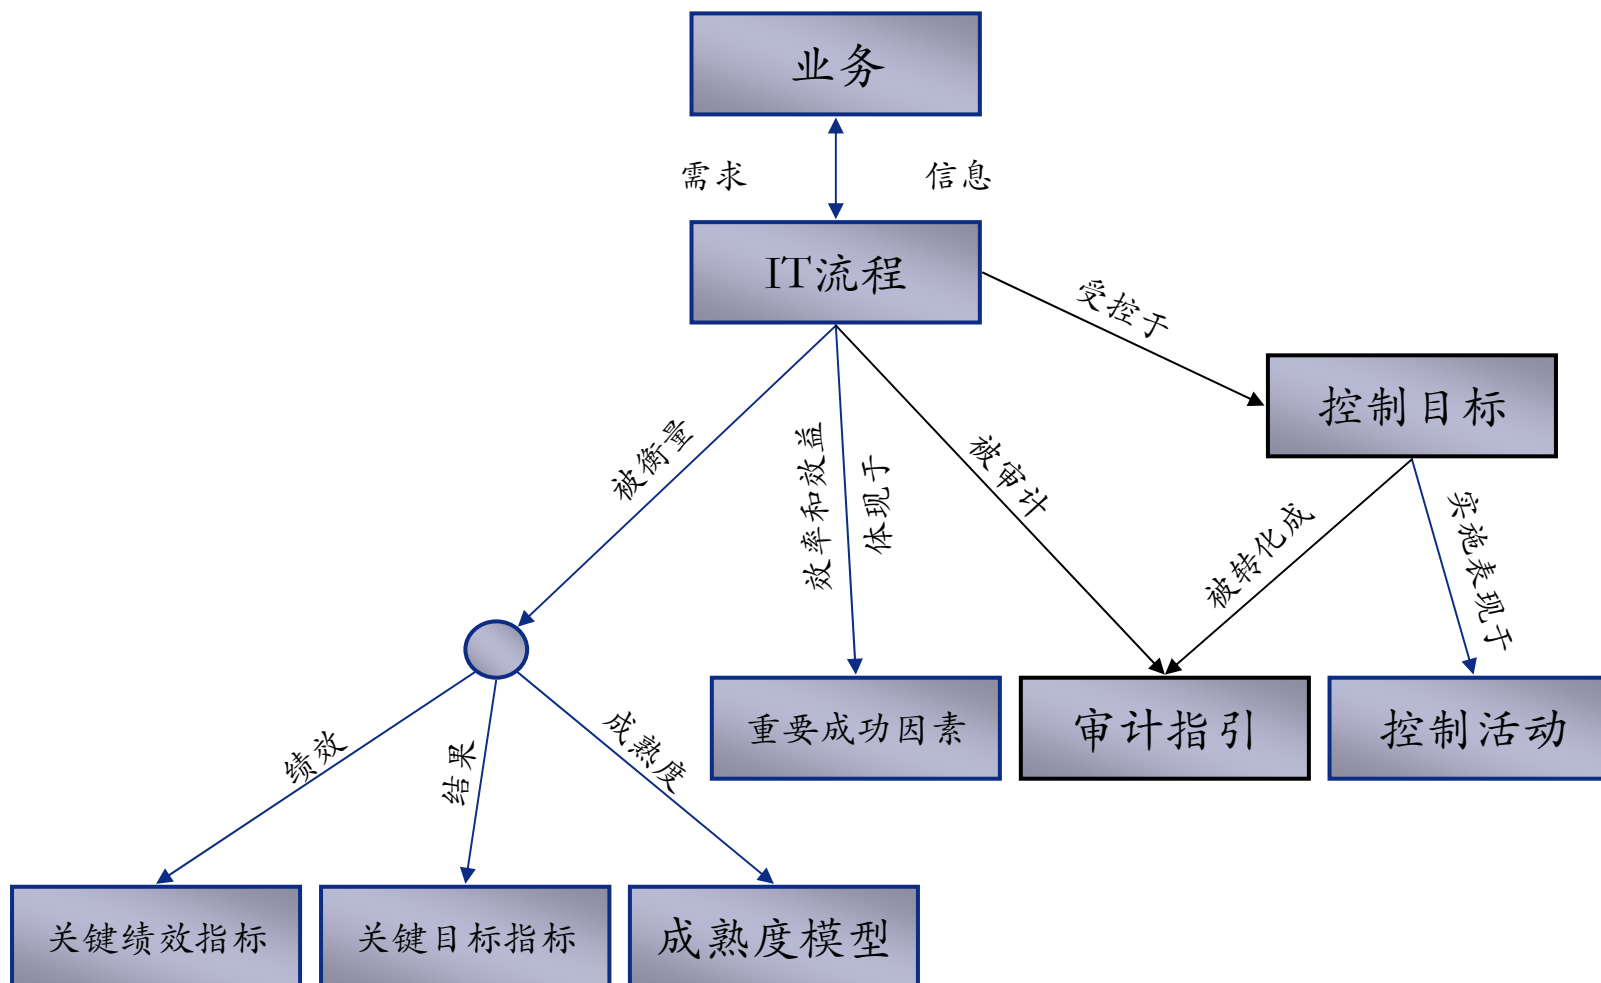 业务
需求
信息
IT流程
受控于
控制目标
被衡量
效率和效益
体现于
被审计
被转化成
实施表现于
重要成功因素
审计指引
控制活动
绩效
结果
成熟度
关键绩效指标
关键目标指标
成熟度模型